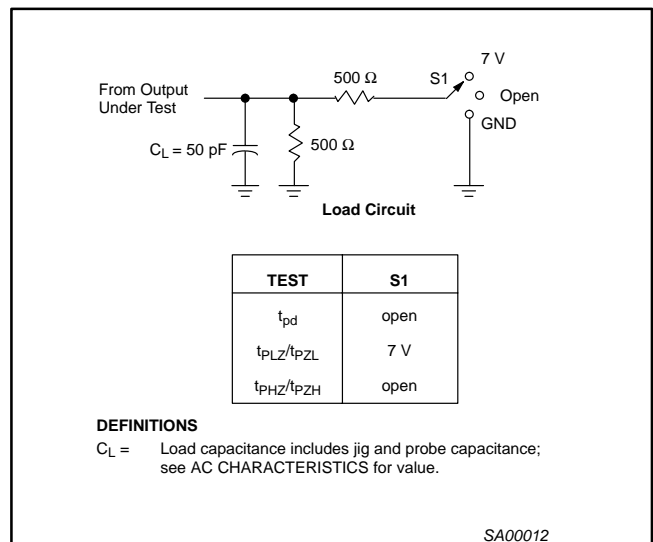 7 V
500 Ω
S1
From Output
Under Test
Open
GND
C_L = 50 pF
500 Ω
Load Circuit
TEST S1
t_pd open
t_PLZ/t_PZL 7 V
t_PHZ/t_PZH open
DEFINITIONS
C_L = Load capacitance includes jig and probe capacitance;
see AC CHARACTERISTICS for value.
SA00012